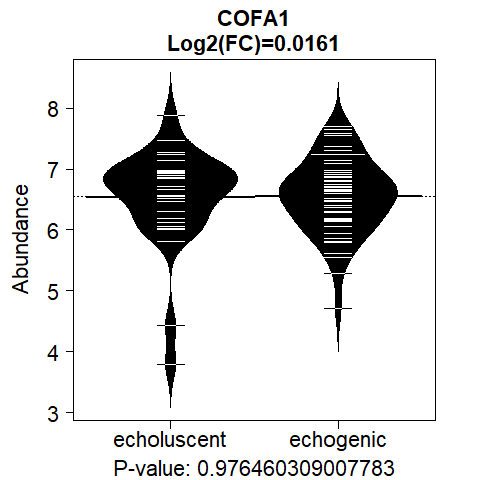 COFA1
Log2(FC)=0.0161
Abundance
8
7
6
5
4
3
echoluscent echogenic
P-value: 0.976460309007783